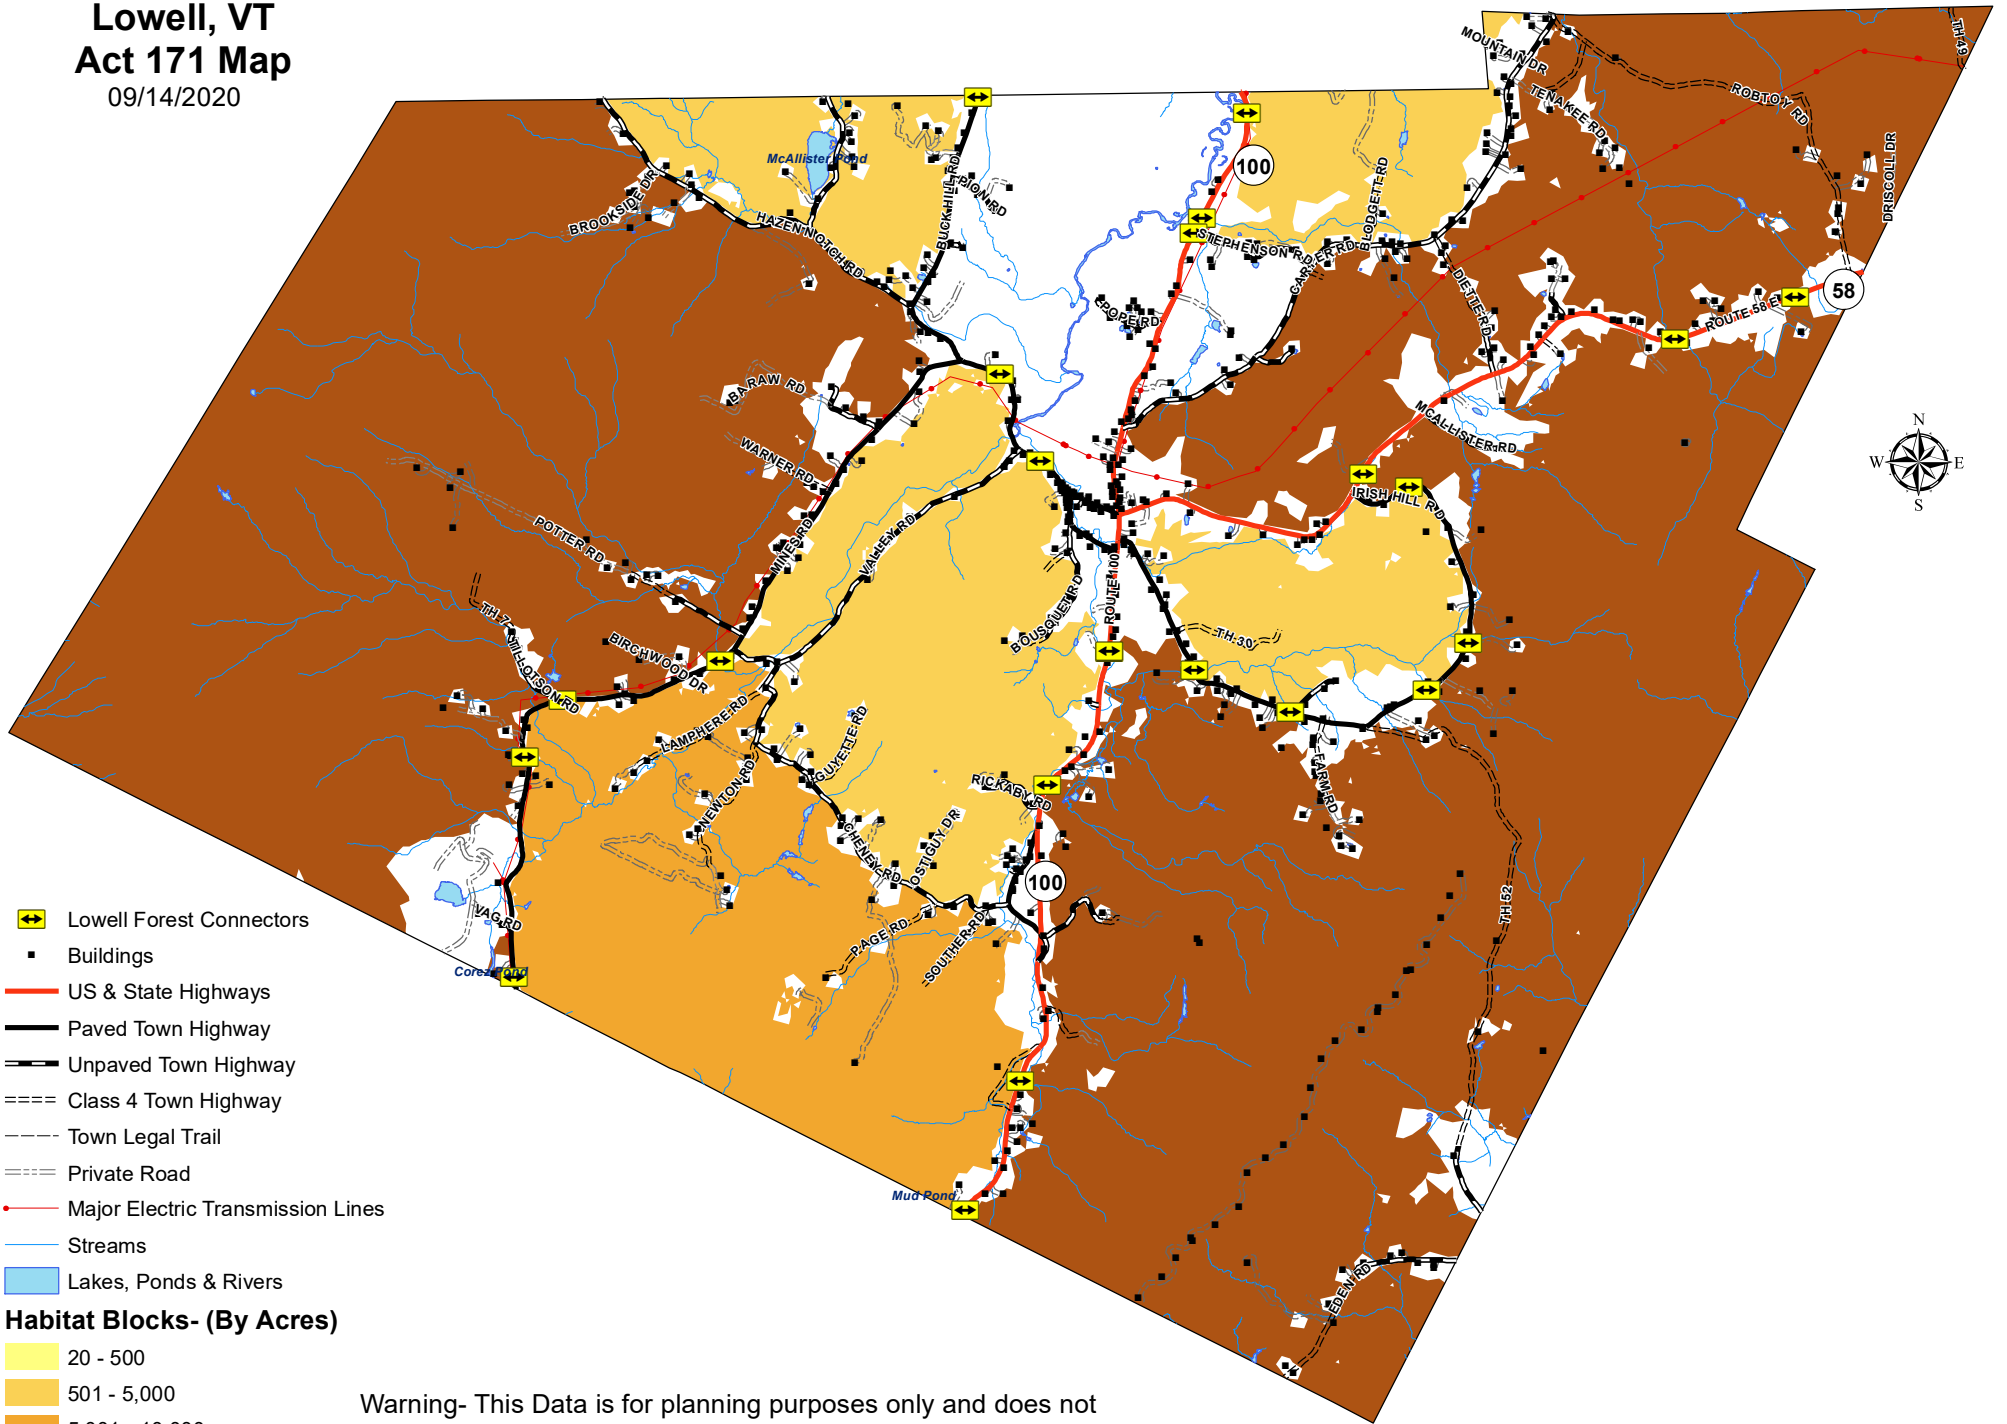 Lowell, VT
Act 171 Map
09/14/2020
MOUNTAIN DR
TH 49
ROBTOY RD
TENAKEE RD
DRISCOLL DR
McAllister Pond
BROOKSIDE DR
HAZEN NOTCH RD
BUCK HILL RD
PION RD
100
BLODGETT RD
STEPHENSON RD
CARTER RD
POPE RD
DIETTE RD
58
ROUTE 58 E
BARAW RD
WARNER RD
MCALLISTER RD
IRISH HILL RD
N
W
E
S
POTTER RD
MINES RD
VALLEY RD
BOUSQUET RD
ROUTE 100
TH 30
TH 7
TILLOTSON RD
BIRCHWOOD DR
LAMPHERE RD
NEWTON RD
GUYETTE RD
RICKABY RD
FARM RD
CHENEY RD
OSTIGUY DR
100
TH 52
VAG RD
PAGE RD
SOUTHER RD
Corez Pond
Mud Pond
EDEN RD
Lowell Forest Connectors
Buildings
US & State Highways
Paved Town Highway
Unpaved Town Highway
Class 4 Town Highway
Town Legal Trail
Private Road
Major Electric Transmission Lines
Streams
Lakes, Ponds & Rivers
Habitat Blocks- (By Acres)
20 - 500
501 - 5,000
Warning- This Data is for planning purposes only and does not